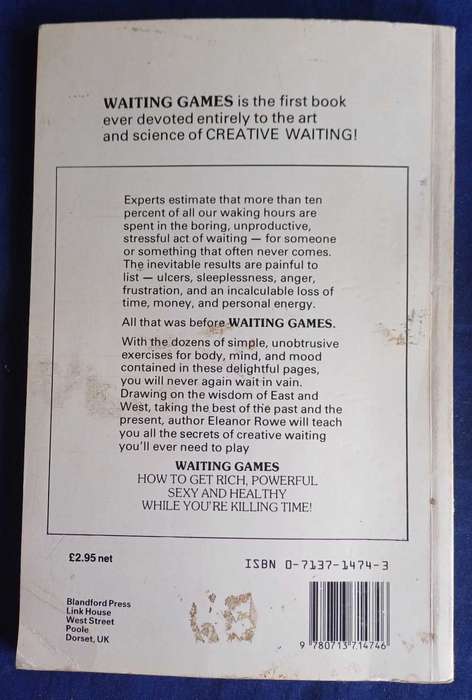 WAITING GAMES is the first book
ever devoted entirely to the art
and science of CREATIVE WAITING!
Experts estimate that more than ten
percent of all our waking hours are
spent in the boring, unproductive,
stressful act of waiting — for someone
or something that often never comes.
The inevitable results are painful to
list — ulcers, sleeplessness, anger,
frustration, and an incalculable loss of
time, money, and personal energy.
All that was before WAITING GAMES.
With the dozens of simple, unobtrusive
exercises for body, mind, and mood
contained in these delightful pages,
you will never again wait in vain.
Drawing on the wisdom of East and
West, taking the best of the past and the
present, author Eleanor Rowe will teach
you all the secrets of creative waiting
you'll ever need to play
WAITING GAMES
HOW TO GET RICH, POWERFUL
SEXY AND HEALTHY
WHILE YOU'RE KILLING TIME!
£2.95 net
ISBN 0-7137-1474-3
Blandford Press
Link House
West Street
Poole
Dorset, UK
9 780713 714746